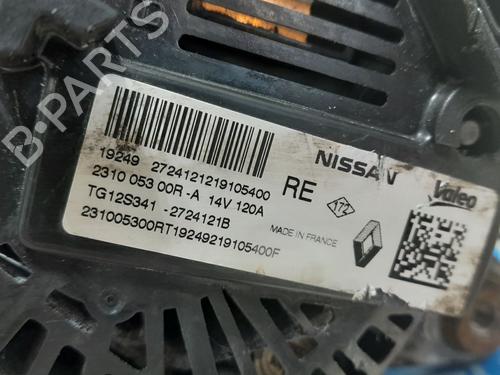 B-PARTS
19249 2724121219105400
2310 053 00R -A 14V 120A
TG12S341 -2724121B
231005300RT19249219105400F
RE
NISSAN
172
MADE IN FRANCE
Valeo